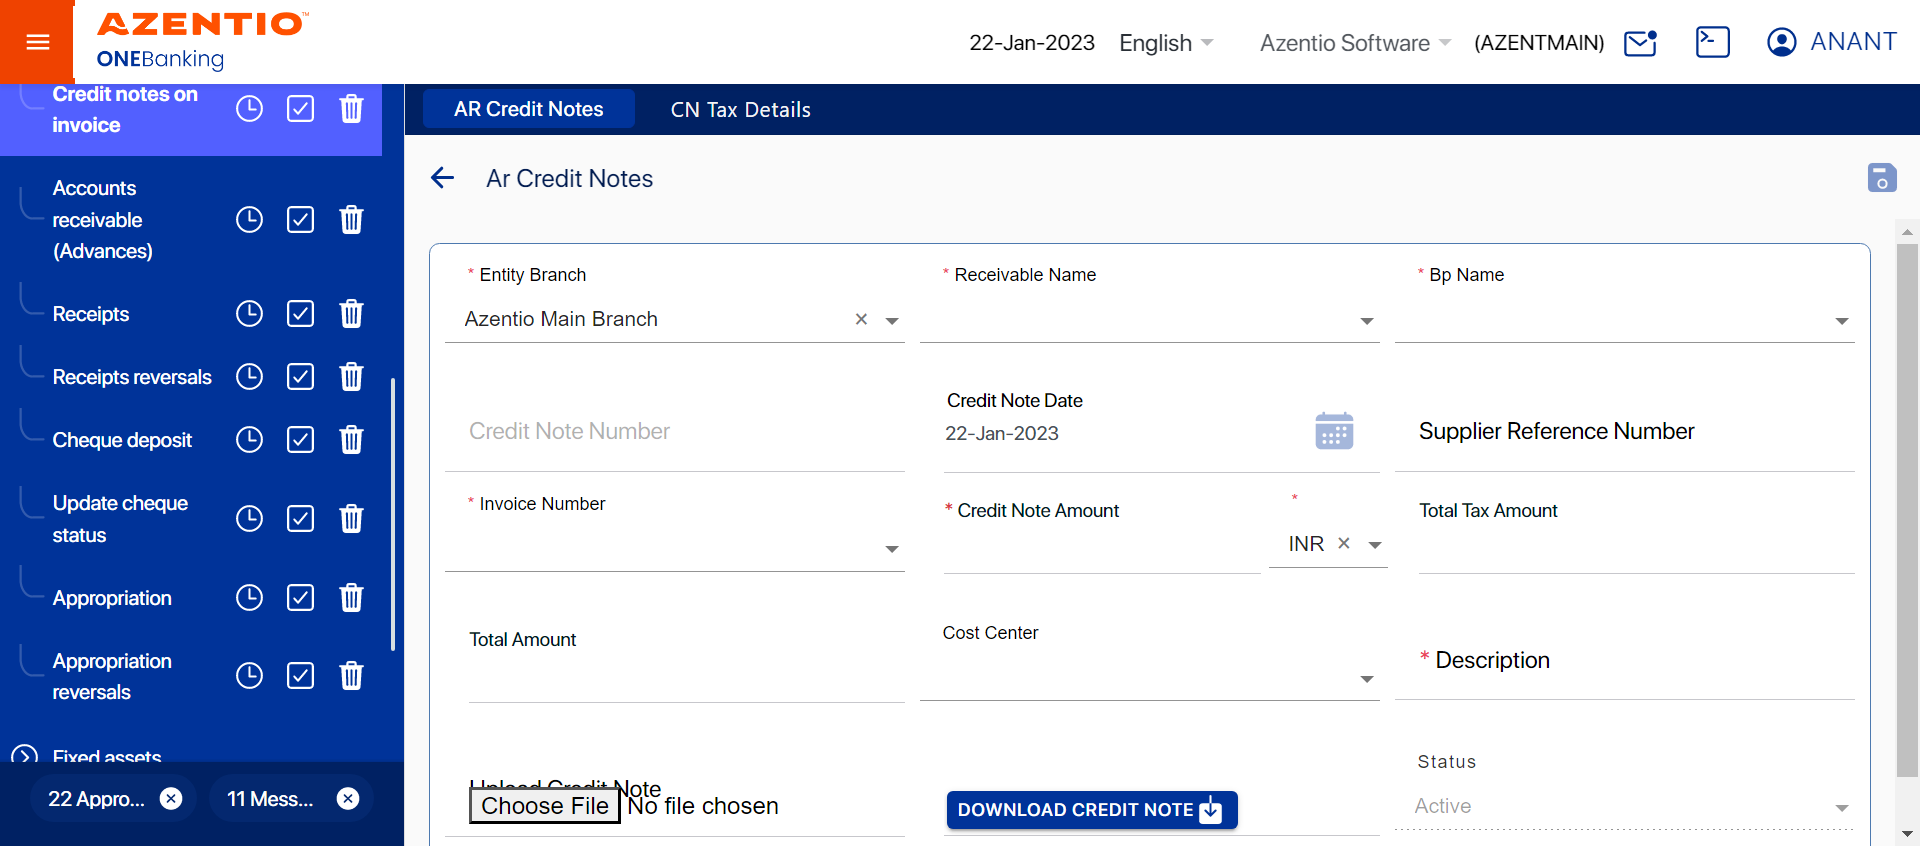 AZENTIO™
ONEBanking
22-Jan-2023
English
Azentio Software
(AZENTMAIN)
ANANT
Credit notes on
invoice
Accounts
receivable
(Advances)
Receipts
Receipts reversals
Cheque deposit
Update cheque
status
Appropriation
Appropriation
reversals
Fixed assets
22 Appro...
11 Mess...
AR Credit Notes
CN Tax Details
Ar Credit Notes
* Entity Branch
Azentio Main Branch
* Receivable Name
* Bp Name
Credit Note Number
Credit Note Date
22-Jan-2023
Supplier Reference Number
* Invoice Number
* Credit Note Amount
*
INR
Total Tax Amount
Total Amount
Cost Center
* Description
Upload Credit Note
Choose File No file chosen
DOWNLOAD CREDIT NOTE
Status
Active